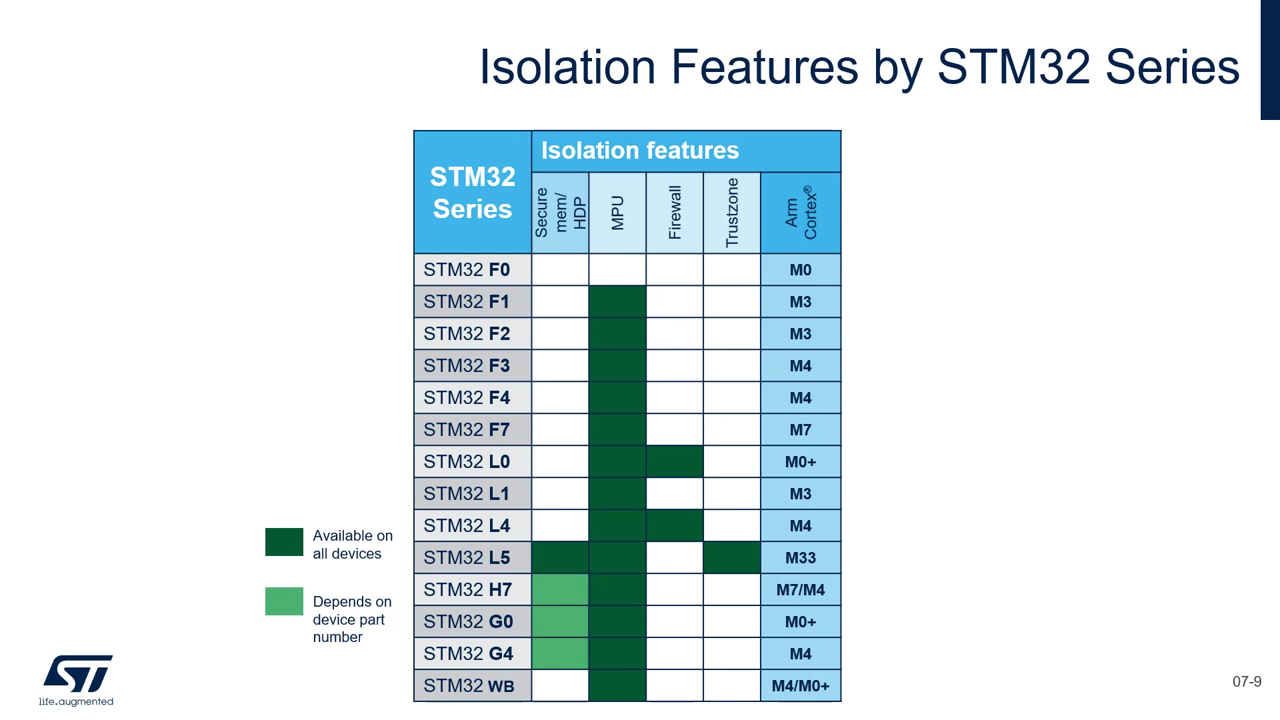 Isolation Features by STM32 Series
STM32
Series
Isolation features
Secure
mem/
HDP
MPU
Firewall
Trustzone
Arm
Cortex®
STM32 F0 M0
STM32 F1 M3
STM32 F2 M3
STM32 F3 M4
STM32 F4 M4
STM32 F7 M7
STM32 L0 M0+
STM32 L1 M3
STM32 L4 M4
STM32 L5 M33
STM32 H7 M7/M4
STM32 G0 M0+
STM32 G4 M4
STM32 WB M4/M0+
Available on
all devices
Depends on
device part
number
ST
life.augmented
07-9